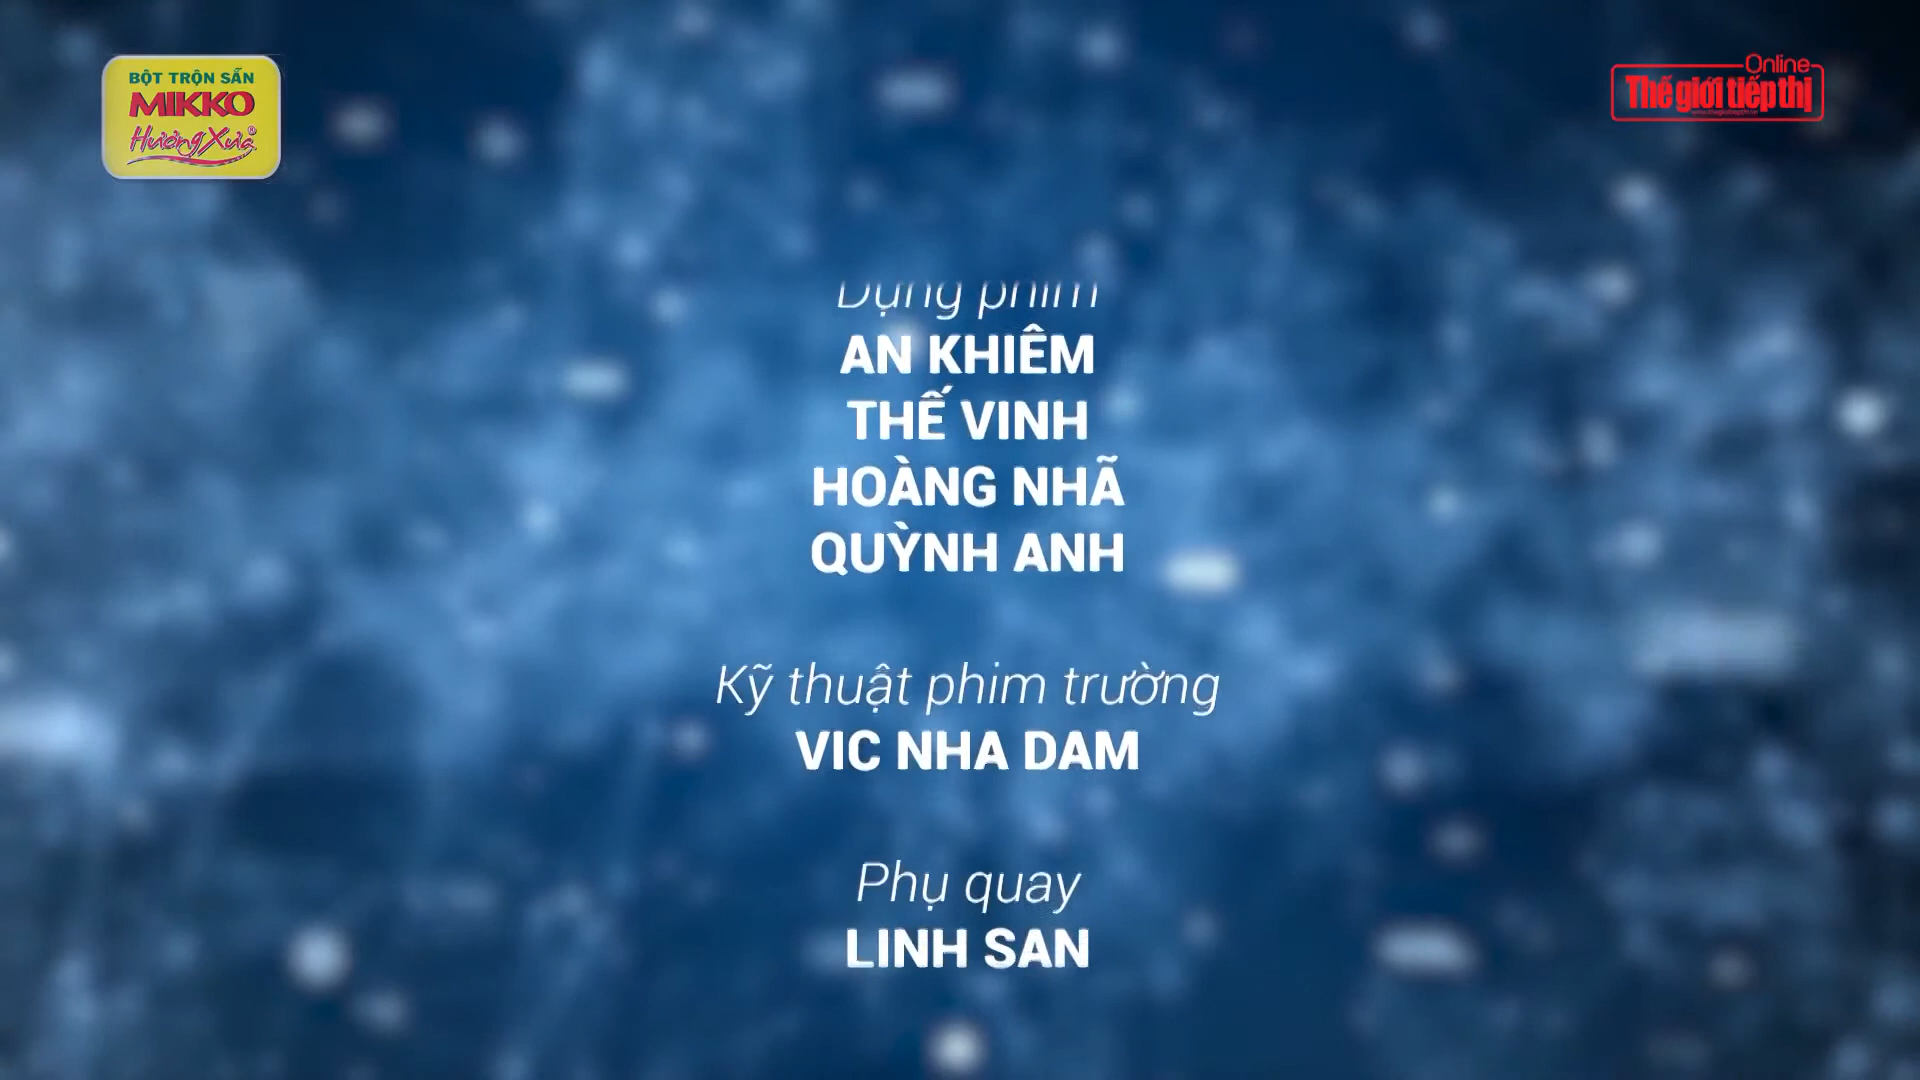 BỘT TRỘN SẴN
MIKKO
Hương Xưa®
Online
Thế giới tiếp thị
Dựng phim
AN KHIÊM
THẾ VINH
HOÀNG NHÃ
QUỲNH ANH
Kỹ thuật phim trường
VIC NHA DAM
Phụ quay
LINH SAN